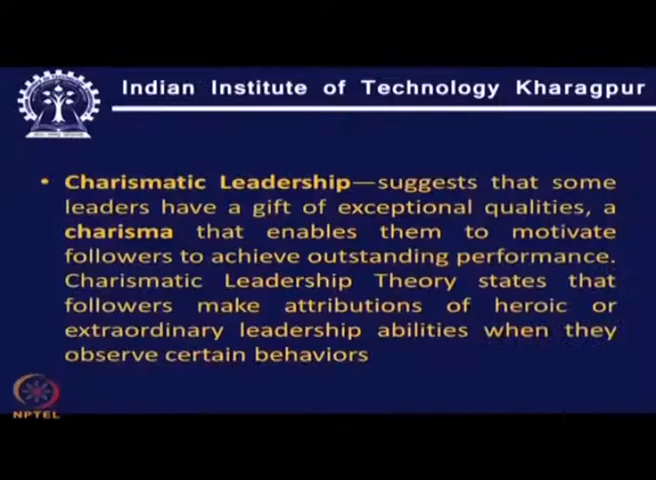 Indian Institute of Technology Kharagpur
• Charismatic Leadership—suggests that some
leaders have a gift of exceptional qualities, a
charisma that enables them to motivate
followers to achieve outstanding performance.
Charismatic Leadership Theory states that
followers make attributions of heroic or
extraordinary leadership abilities when they
observe certain behaviors
NPTEL